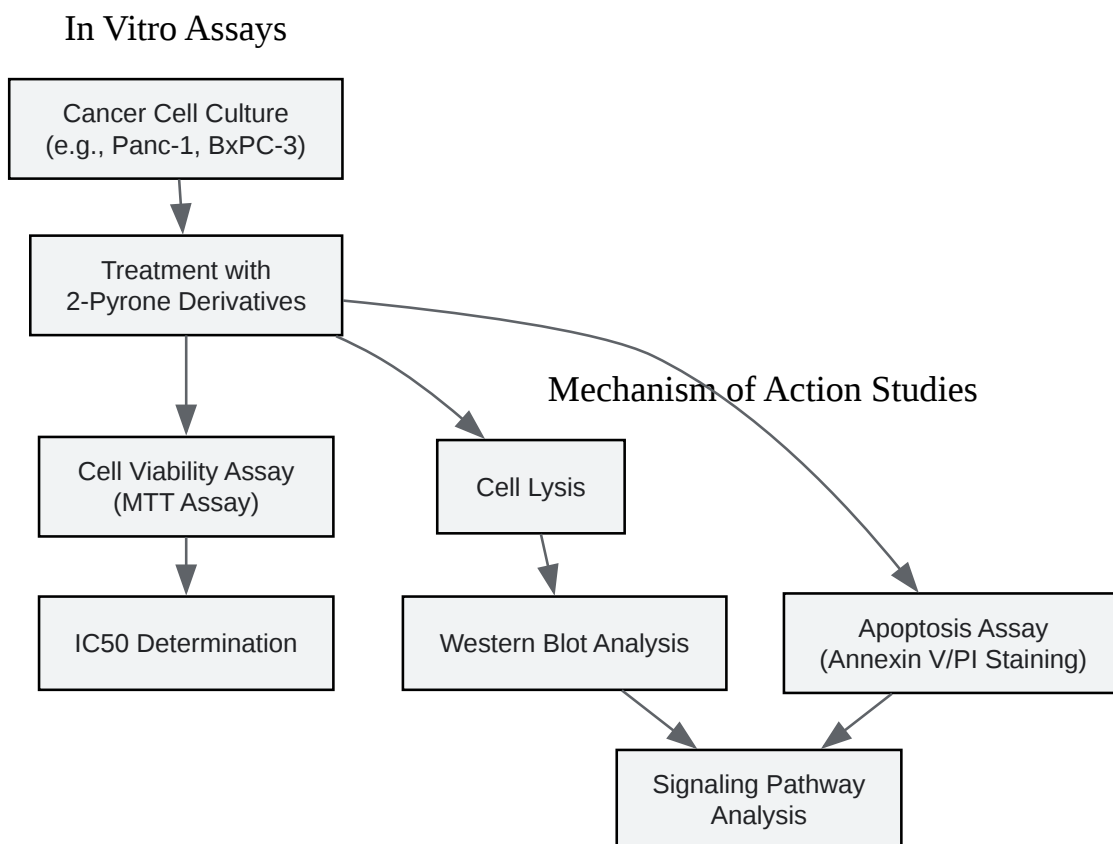 In Vitro Assays
Cancer Cell Culture
(e.g., Panc-1, BxPC-3)
Treatment with
2-Pyrone Derivatives
Mechanism of Action Studies
Cell Viability Assay
(MTT Assay)
Cell Lysis
IC50 Determination
Western Blot Analysis
Apoptosis Assay
(Annexin V/PI Staining)
Signaling Pathway
Analysis